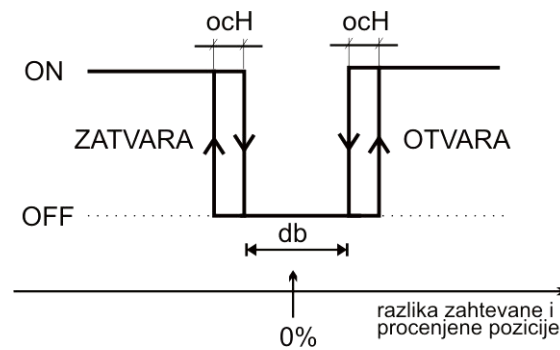 ocH ocH
ON
ZATVARA OTVARA
OFF
db
0%
razlika zahtevane i
procenjene pozicije